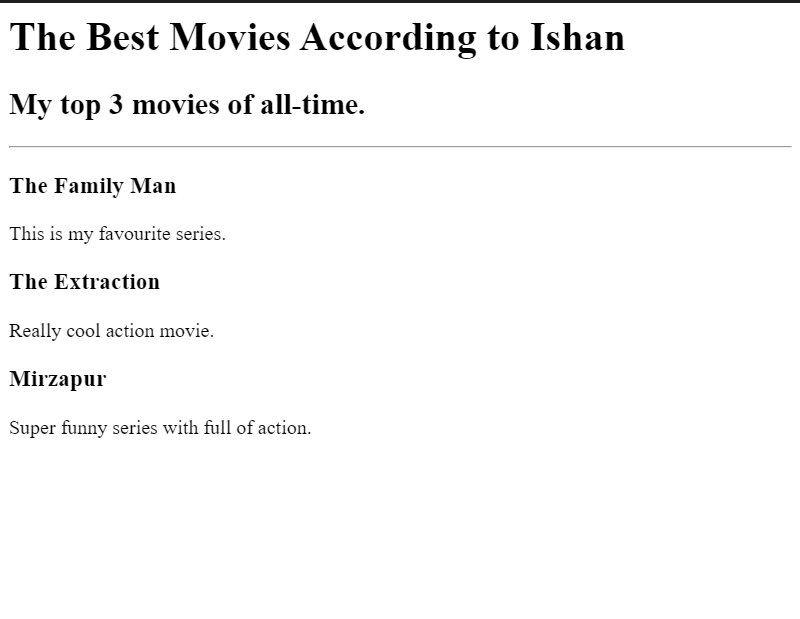 The Best Movies According to Ishan
My top 3 movies of all-time.
The Family Man
This is my favourite series.
The Extraction
Really cool action movie.
Mirzapur
Super funny series with full of action.